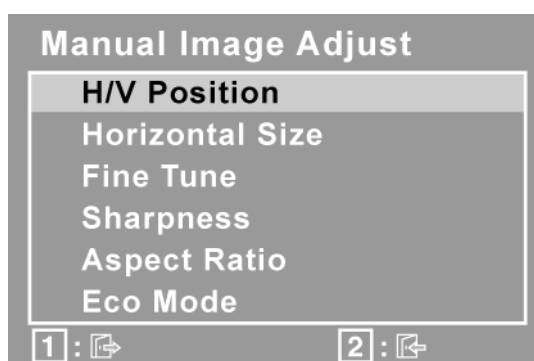 Manual Image Adjust
H/V Position
Horizontal Size
Fine Tune
Sharpness
Aspect Ratio
Eco Mode
1 : 2 :